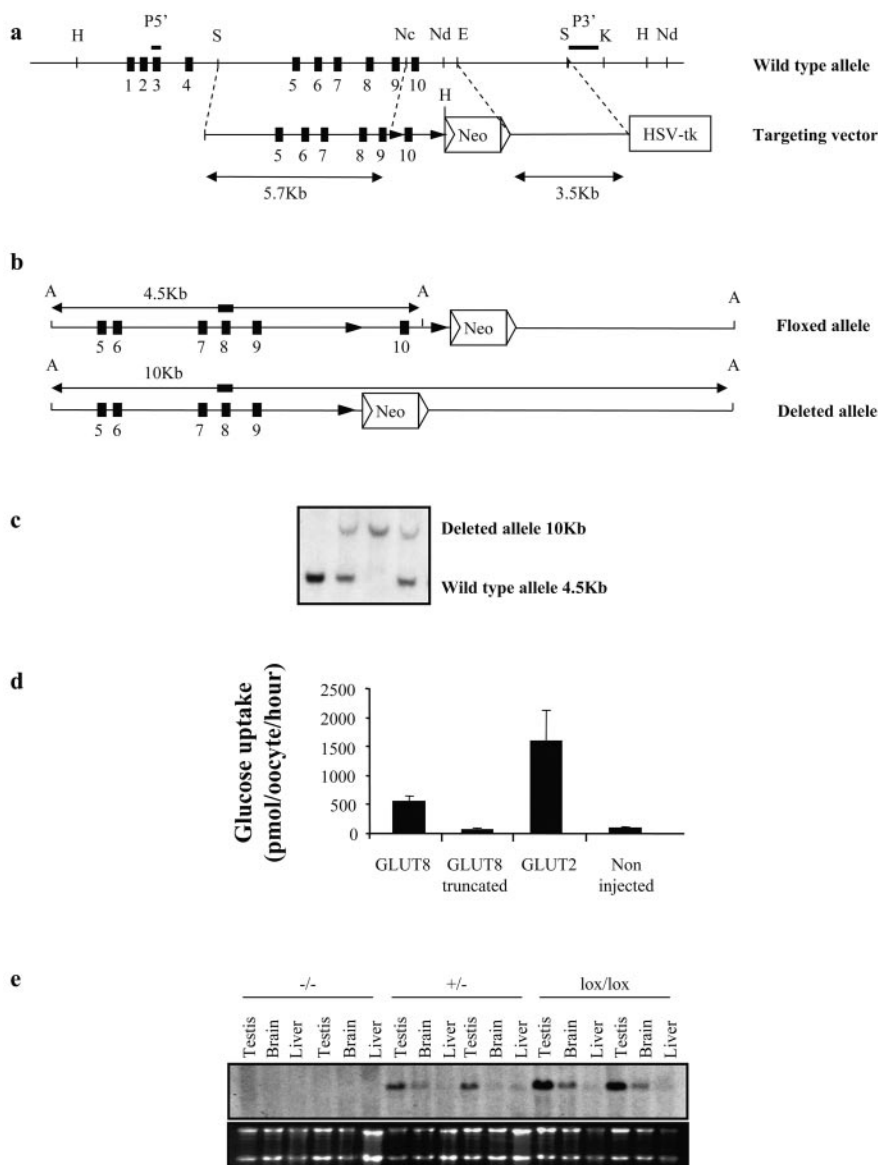 a
P5’ P3’
H S Nc Nd E S K H Nd
1 2 3 4 5 6 7 8 9 10 Wild type allele
H
Neo HSV-tk Targeting vector
5 6 7 8 9 10
5.7Kb 3.5Kb
b
A 4.5Kb A A
Neo Floxed allele
5 6 7 8 9 10
A 10Kb A
Neo Deleted allele
5 6 7 8 9
c
Deleted allele 10Kb
Wild type allele 4.5Kb
d
Glucose uptake
(pmol/oocyte/hour)
2500
2000
1500
1000
500
0
GLUT8 GLUT8 truncated GLUT2 Non injected
e
-/- +/- lox/lox
Testis Brain Liver Testis Brain Liver Testis Brain Liver Testis Brain Liver Testis Brain Liver Testis Brain Liver